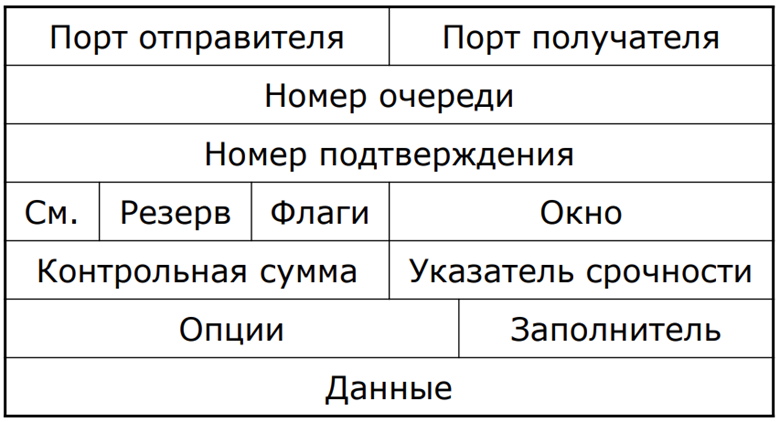 Порт отправителя Порт получателя
Номер очереди
Номер подтверждения
См. Резерв Флаги Окно
Контрольная сумма Указатель срочности
Опции Заполнитель
Данные